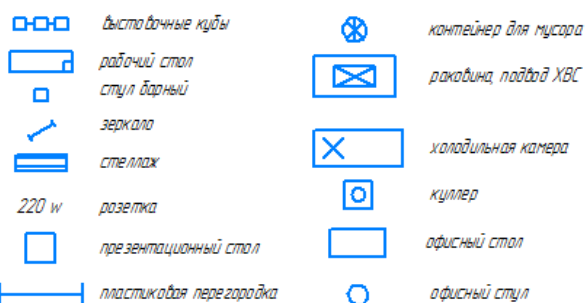 выставочные кубы
рабочий стол
стул барный
зеркало
стеллаж
220 w розетка
презентационный стол
пластиковая перегородка
контейнер для мусора
раковина, подвод ХВС
холодильная камера
куллер
офисный стол
офисный стул